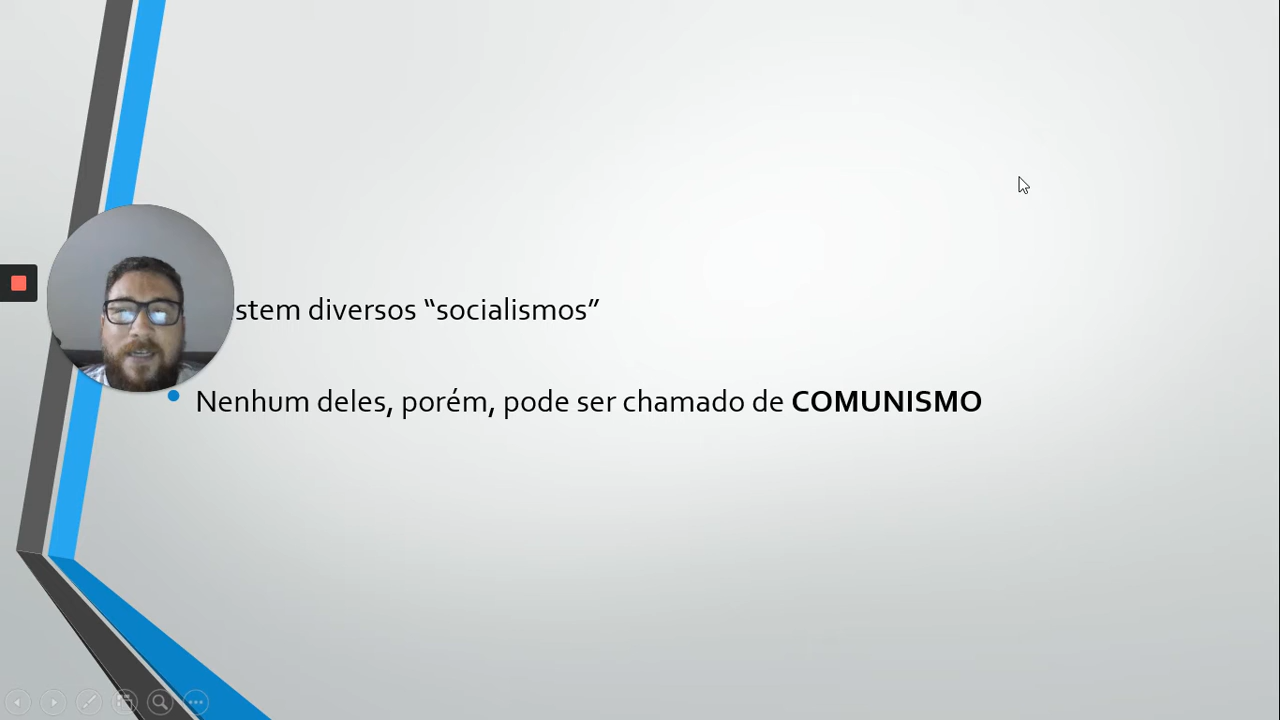 stem diversos “socialismos”
Nenhum deles, porém, pode ser chamado de COMUNISMO